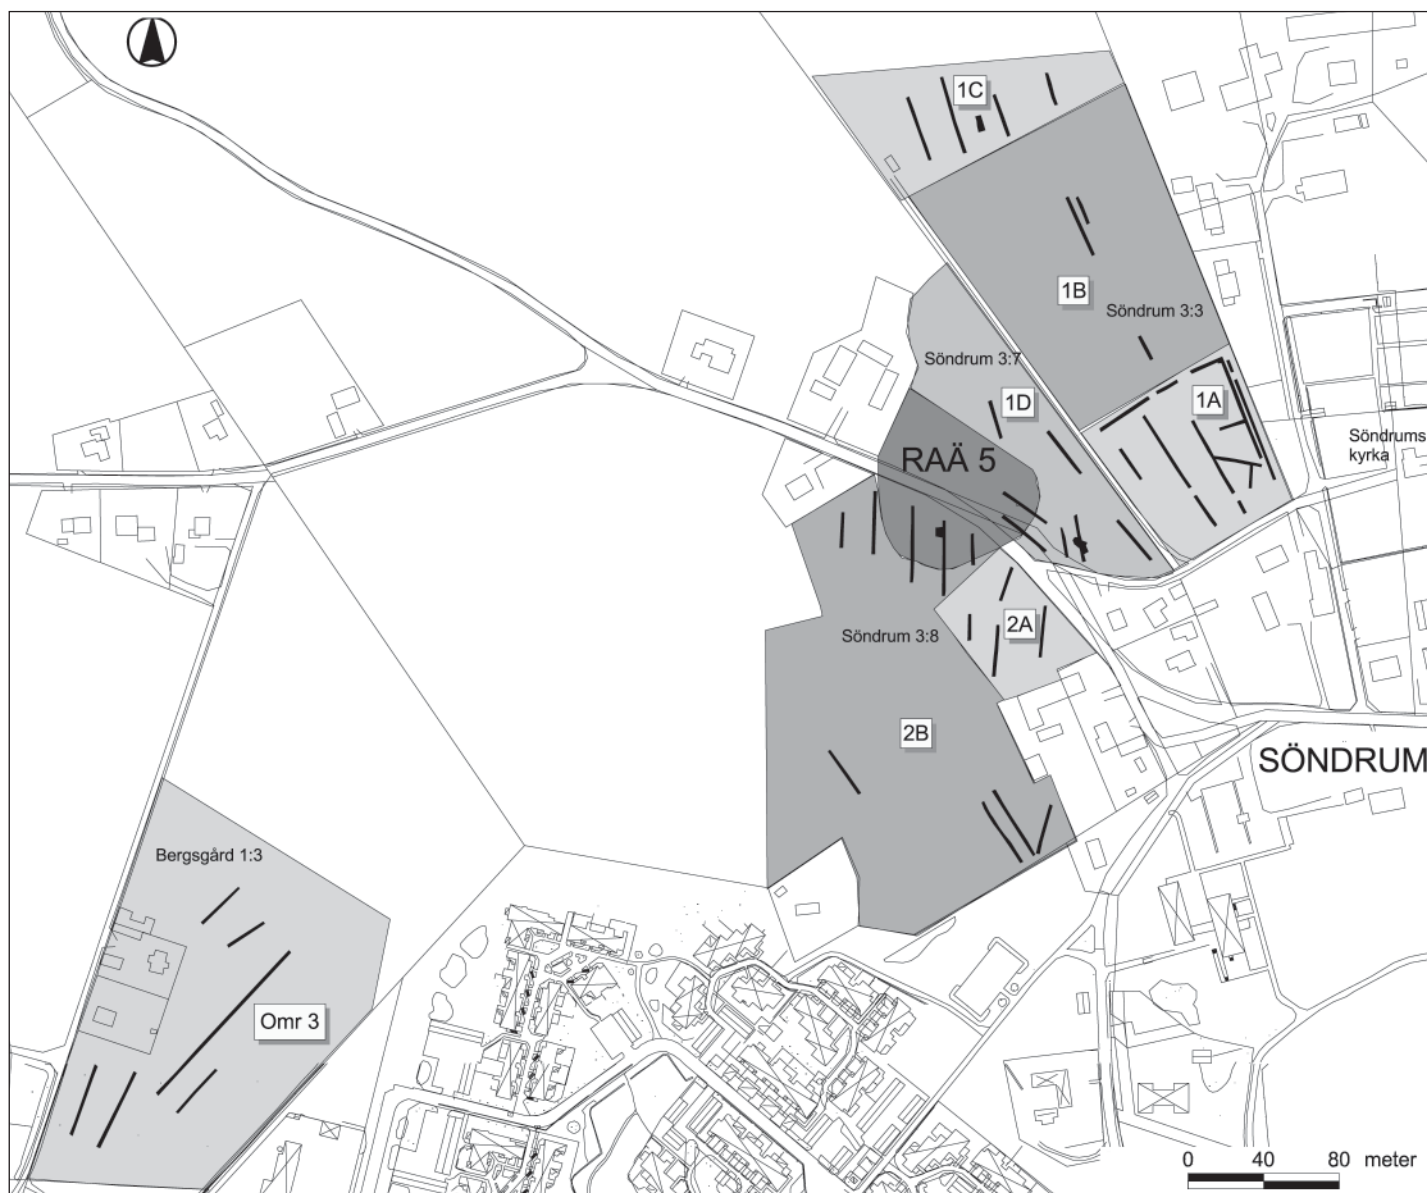 1C
1B
Söndrum 3:3
Söndrum 3:7
1D
1A
Söndrums
kyrka
RAÄ 5
2A
Söndrum 3:8
2B
SÖNDRUM
Bergsgård 1:3
Omr 3
0 40 80 meter